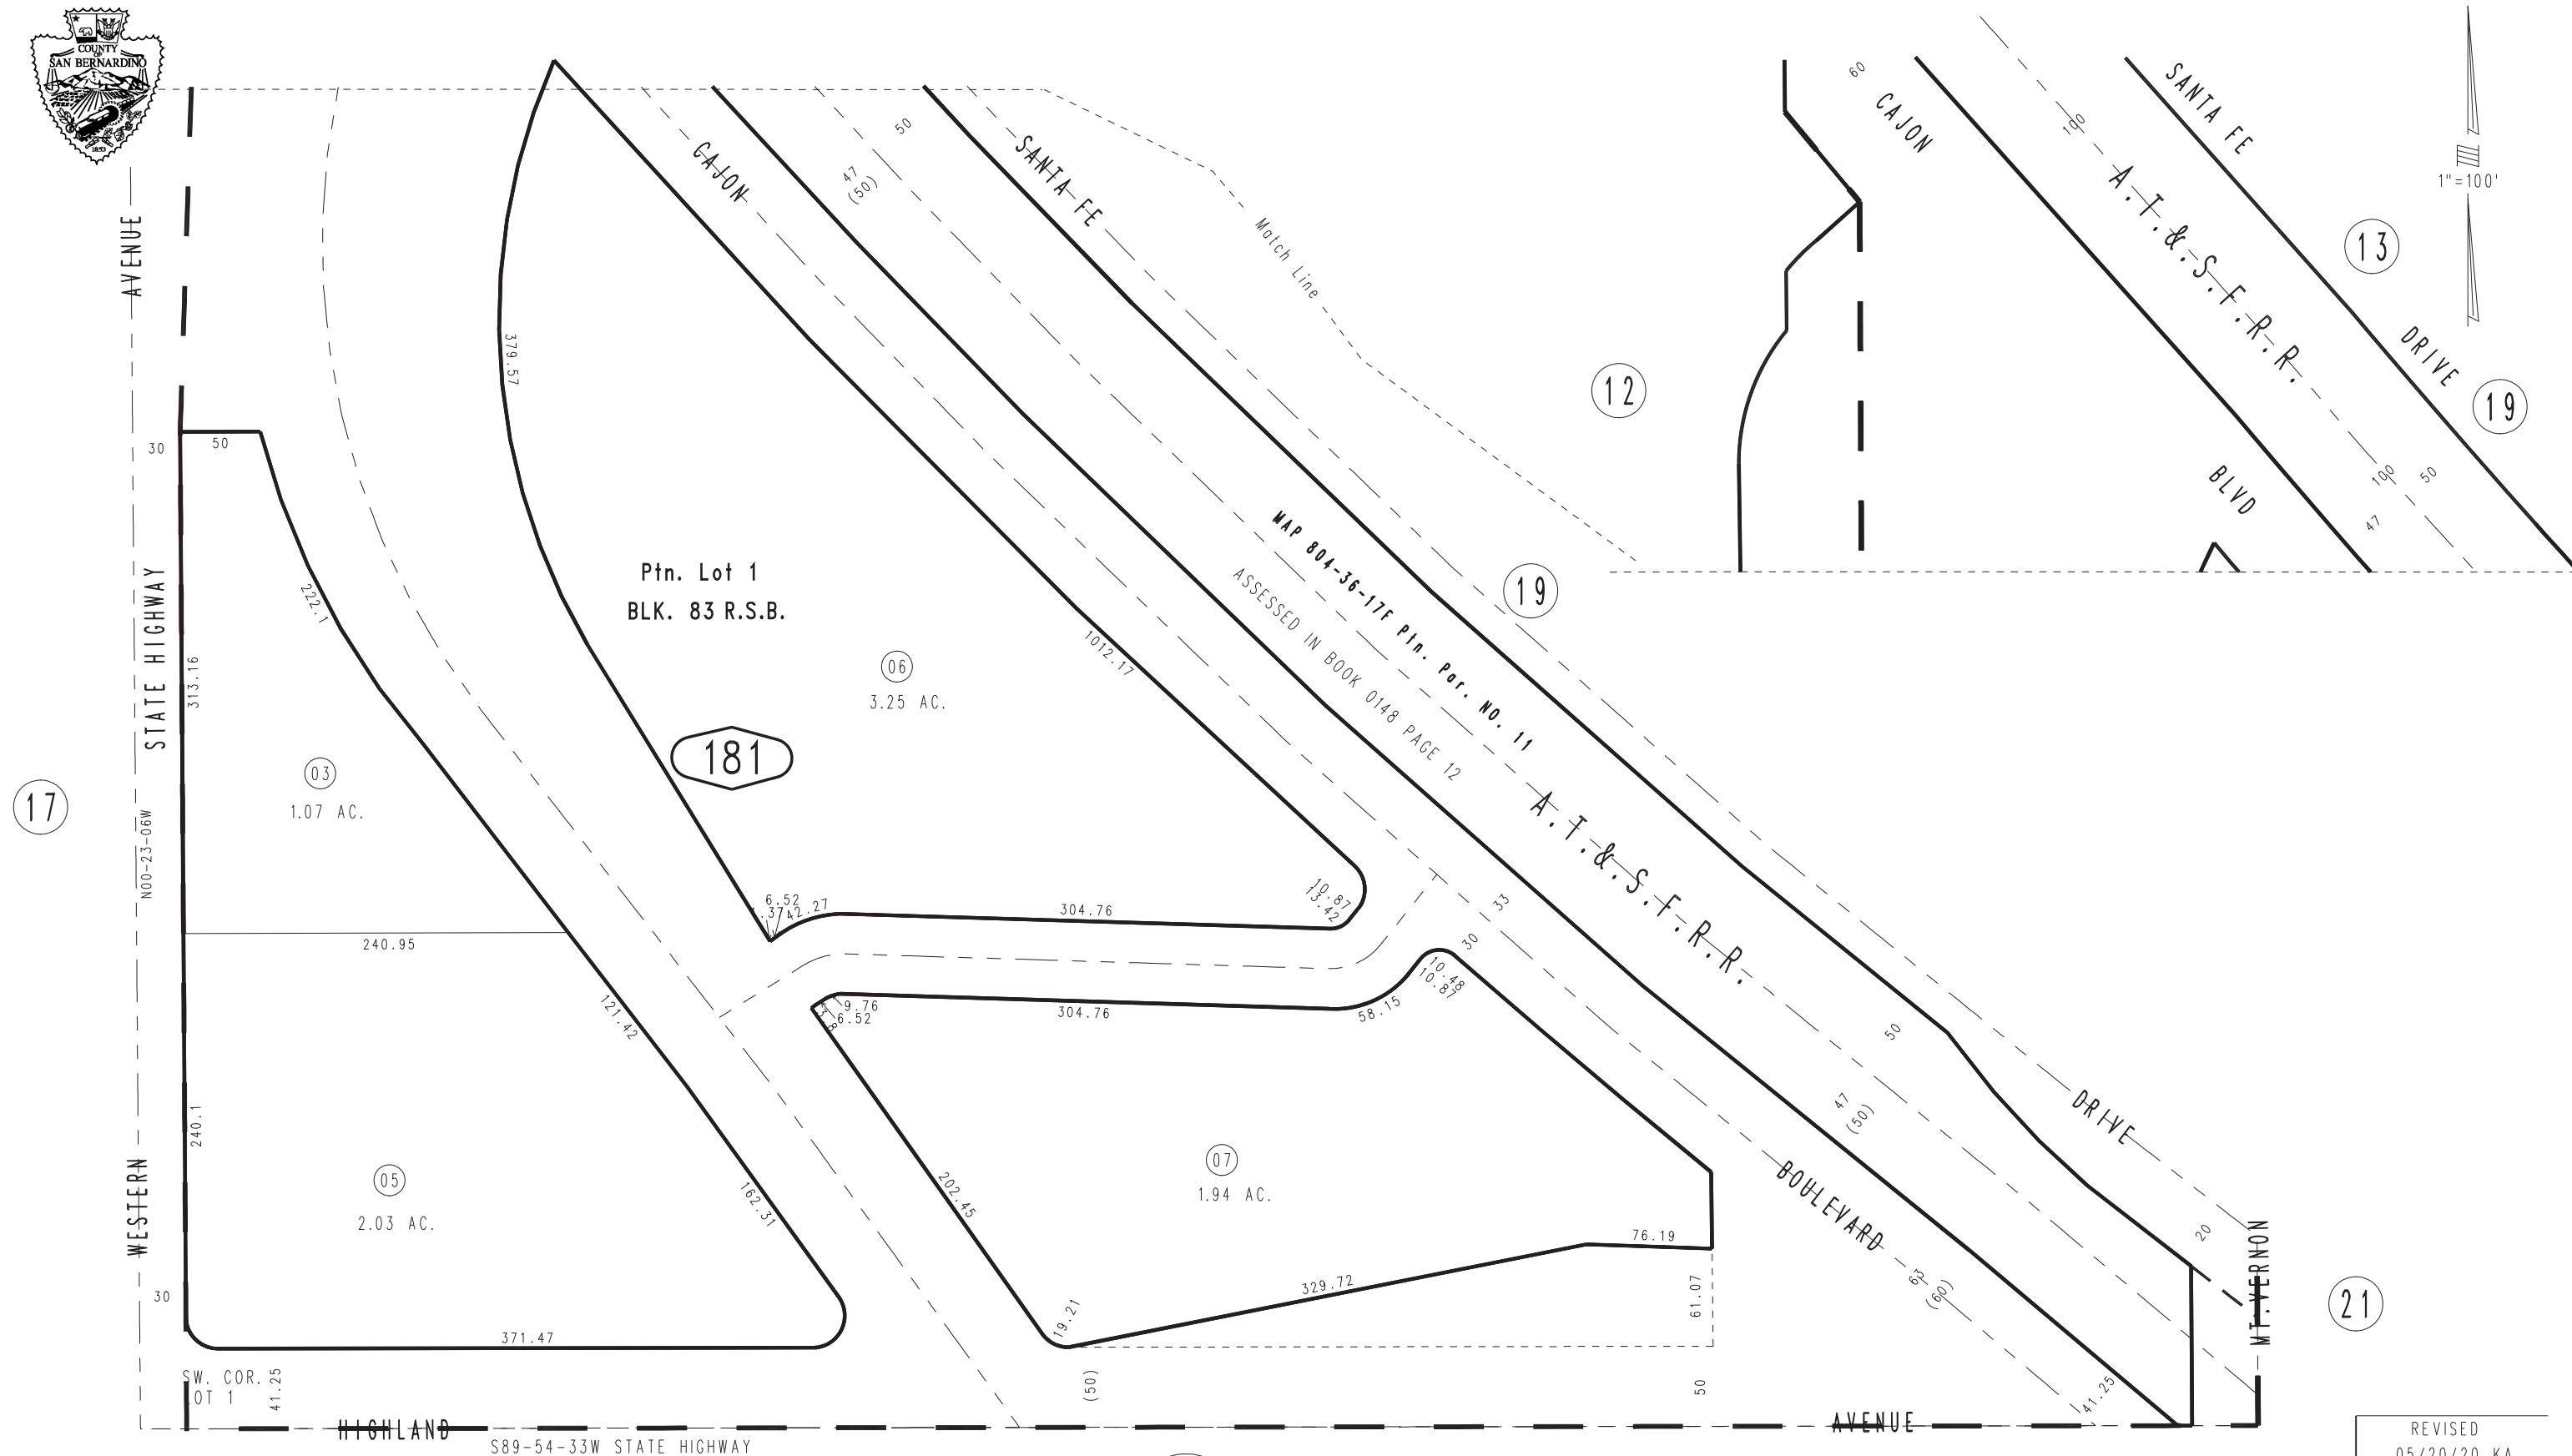 COUNTY
OF
SAN BERNARDINO
1853
AVENUE
STATE HIGHWAY
N00-23-06W
WESTERN
17
30
50
313.16
222.1
03
1.07 AC.
240.95
240.1
121.42
05
2.03 AC.
162.31
30
371.47
SW. COR.
41.25
HIGHLAND
S89-54-33W STATE HIGHWAY
379.57
Ptn. Lot 1
BLK. 83 R.S.B.
06
3.25 AC.
181
1012.17
6.52
42.27
304.76
10.87
13.42
9.76
6.52
304.76
58.15
10.48
10.87
202.45
07
1.94 AC.
76.19
329.72
61.07
19.21
(50)
50
CAJON
47
(50)
50
SANTA FE
Match Line
MAP 804-36-17F Ptn. Par. NO. 11
ASSESSED IN BOOK 0148 PAGE 12
19
A.T.&S.F.R.R.
33
30
50
47
(50)
DRIVE
BOULEVARD
63
(60)
20
MT.VERNON
41.25
AVENUE
21
12
60
CAJON
100
SANTA FE
A.T.&S.F.R.R.
DRIVE
BLVD
100
50
47
13
19
1"=100'
REVISED
05/20/20 KA